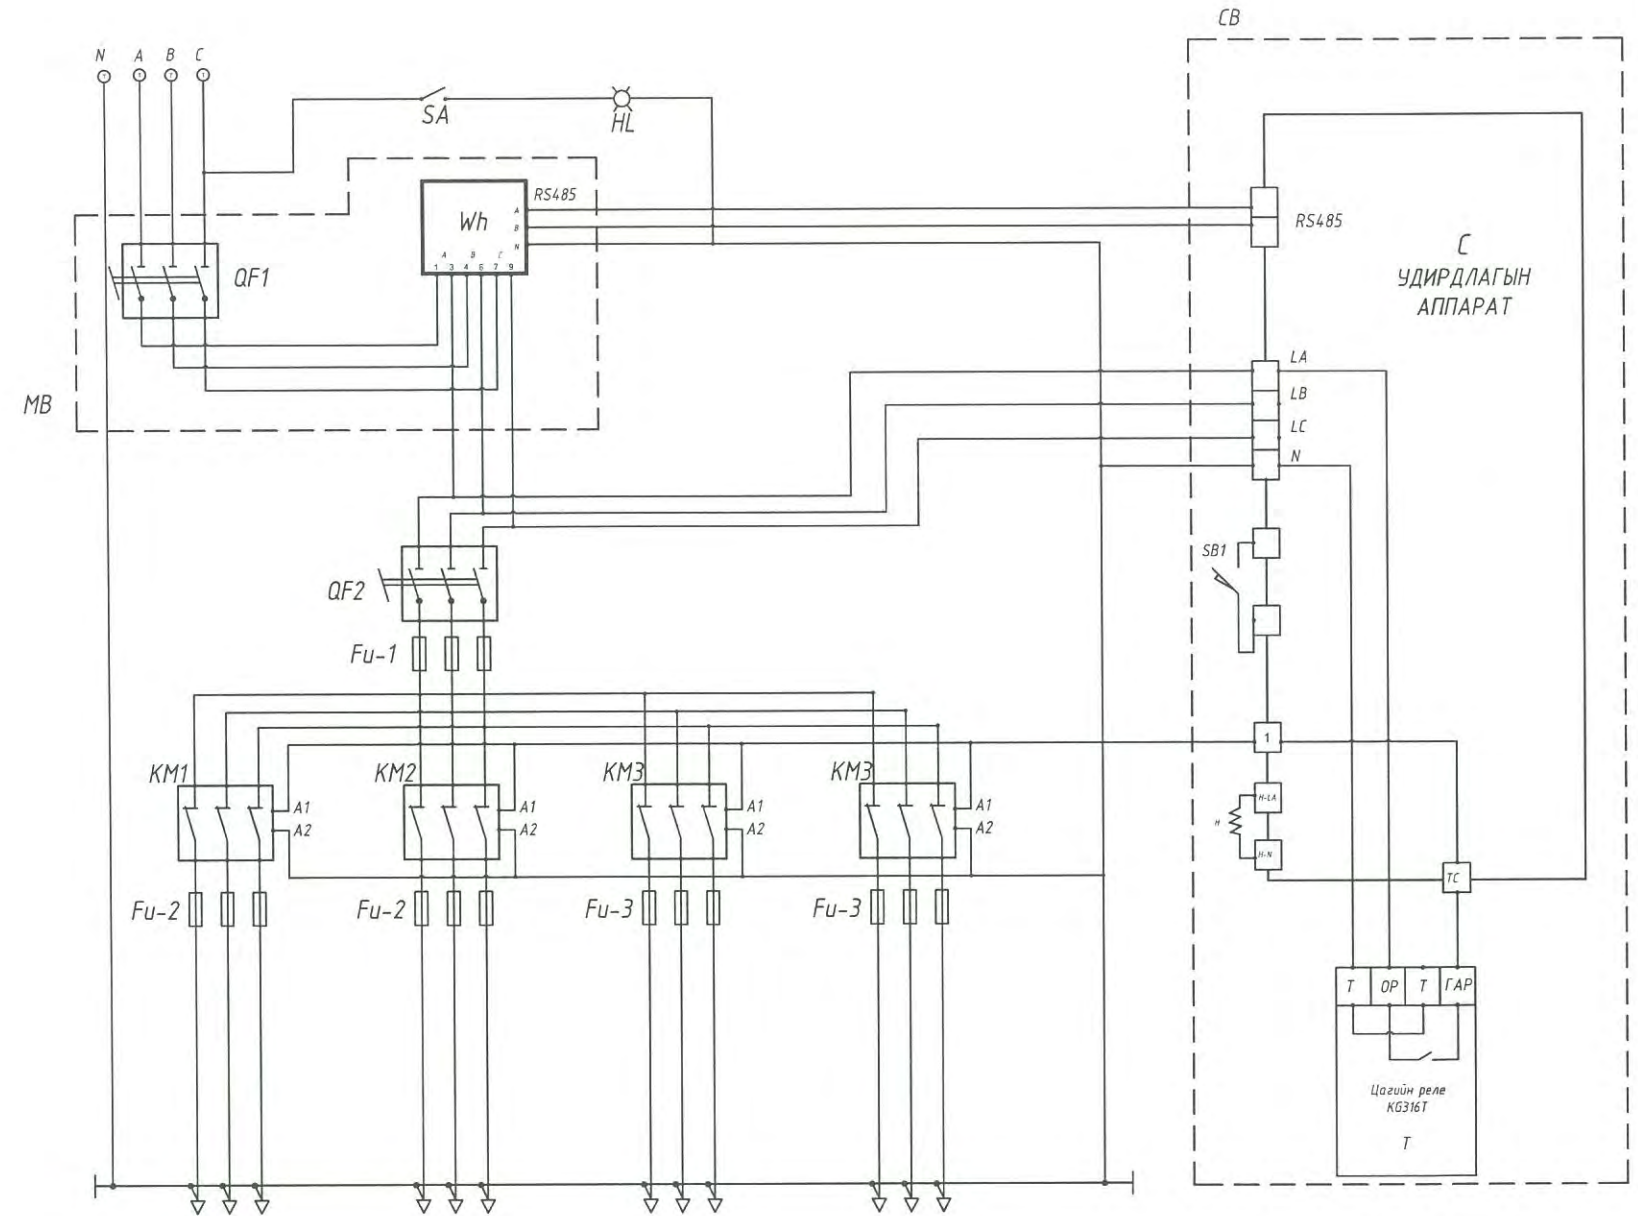 CB
N A B C
SA
HL
RS485
Wh
A
B
N
A B C
1 3 4 6 7 9
QF1
MB
RS485
C
УДИРДЛАГЫН
АППАРАТ
LA
LB
LC
N
SB1
QF2
Fu-1
1
KM1
KM2
KM3
KM3
A1
A2
A1
A2
A1
A2
A1
A2
H-LA
H
H-N
TC
Fu-2
Fu-2
Fu-3
Fu-3
Т ОР Т ГАР
Цагийн реле
KG316T
T